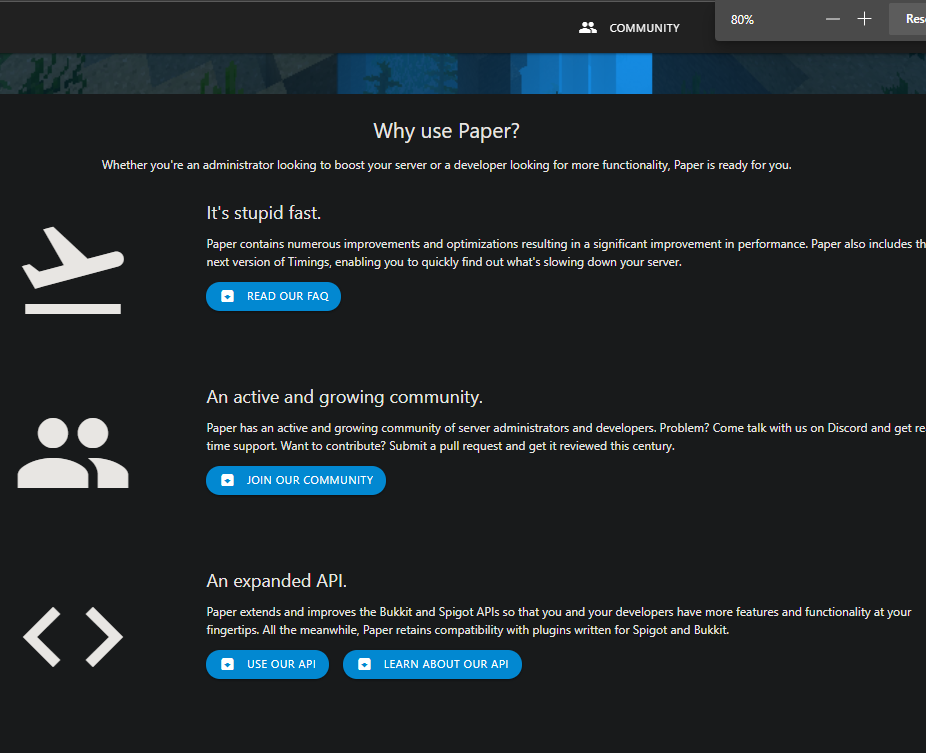 80%
Res
COMMUNITY
Why use Paper?
Whether you're an administrator looking to boost your server or a developer looking for more functionality, Paper is ready for you.
It's stupid fast.
Paper contains numerous improvements and optimizations resulting in a significant improvement in performance. Paper also includes th
next version of Timings, enabling you to quickly find out what's slowing down your server.
READ OUR FAQ
An active and growing community.
Paper has an active and growing community of server administrators and developers. Problem? Come talk with us on Discord and get re
time support. Want to contribute? Submit a pull request and get it reviewed this century.
JOIN OUR COMMUNITY
An expanded API.
Paper extends and improves the Bukkit and Spigot APIs so that you and your developers have more features and functionality at your
fingertips. All the meanwhile, Paper retains compatibility with plugins written for Spigot and Bukkit.
USE OUR API LEARN ABOUT OUR API